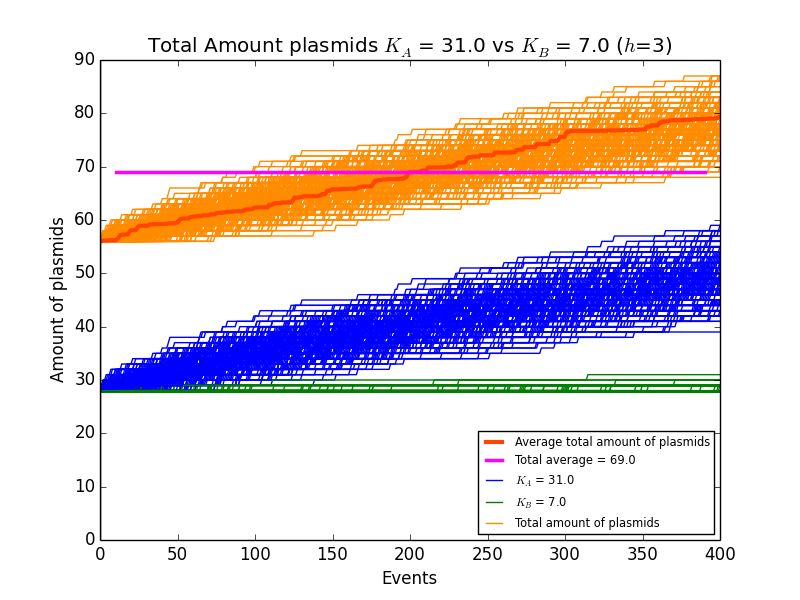 Total Amount plasmids K_A = 31.0 vs K_B = 7.0 (h=3)
90
80
70
60
50
40
30
20
10
0
Amount of plasmids
Average total amount of plasmids
Total average = 69.0
K_A = 31.0
K_B = 7.0
Total amount of plasmids
0 50 100 150 200 250 300 350 400
Events